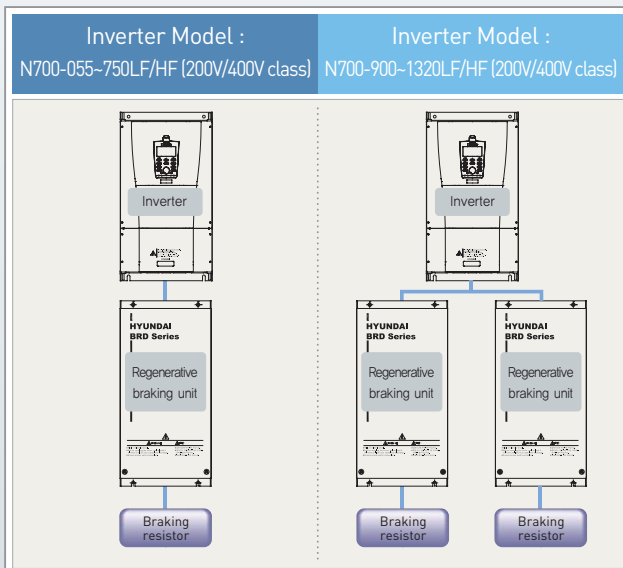 Inverter Model :
N700-055~750LF/HF (200V/400V class)
Inverter Model :
N700-900~1320LF/HF (200V/400V class)
Inverter
Inverter
HYUNDAI
BRD Series
Regenerative
braking unit
HYUNDAI
BRD Series
Regenerative
braking unit
HYUNDAI
BRD Series
Regenerative
braking unit
Braking
resistor
Braking
resistor
Braking
resistor